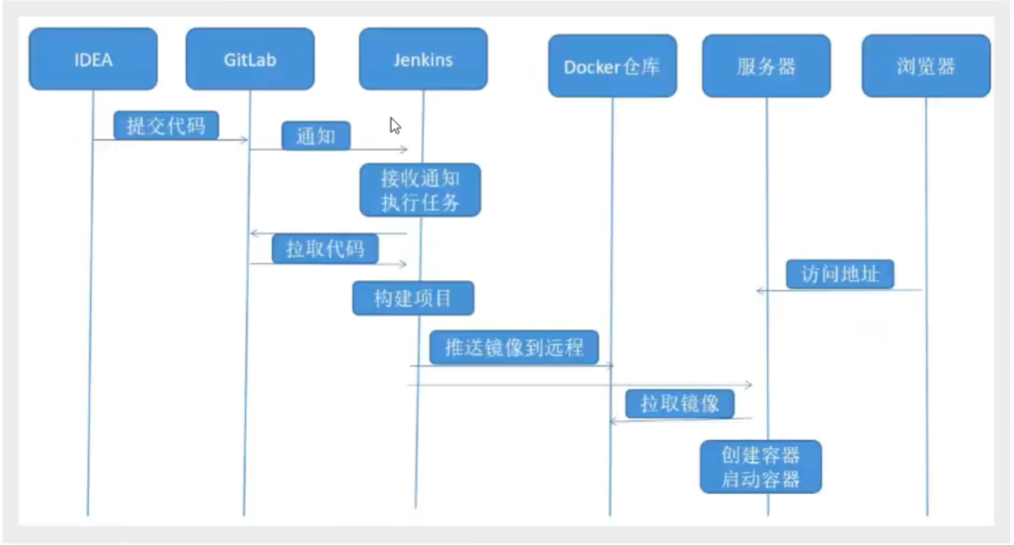 IDEA
GitLab
Jenkins
Docker仓库
服务器
浏览器
提交代码
通知
接收通知
执行任务
拉取代码
访问地址
构建项目
推送镜像到远程
拉取镜像
创建容器
启动容器